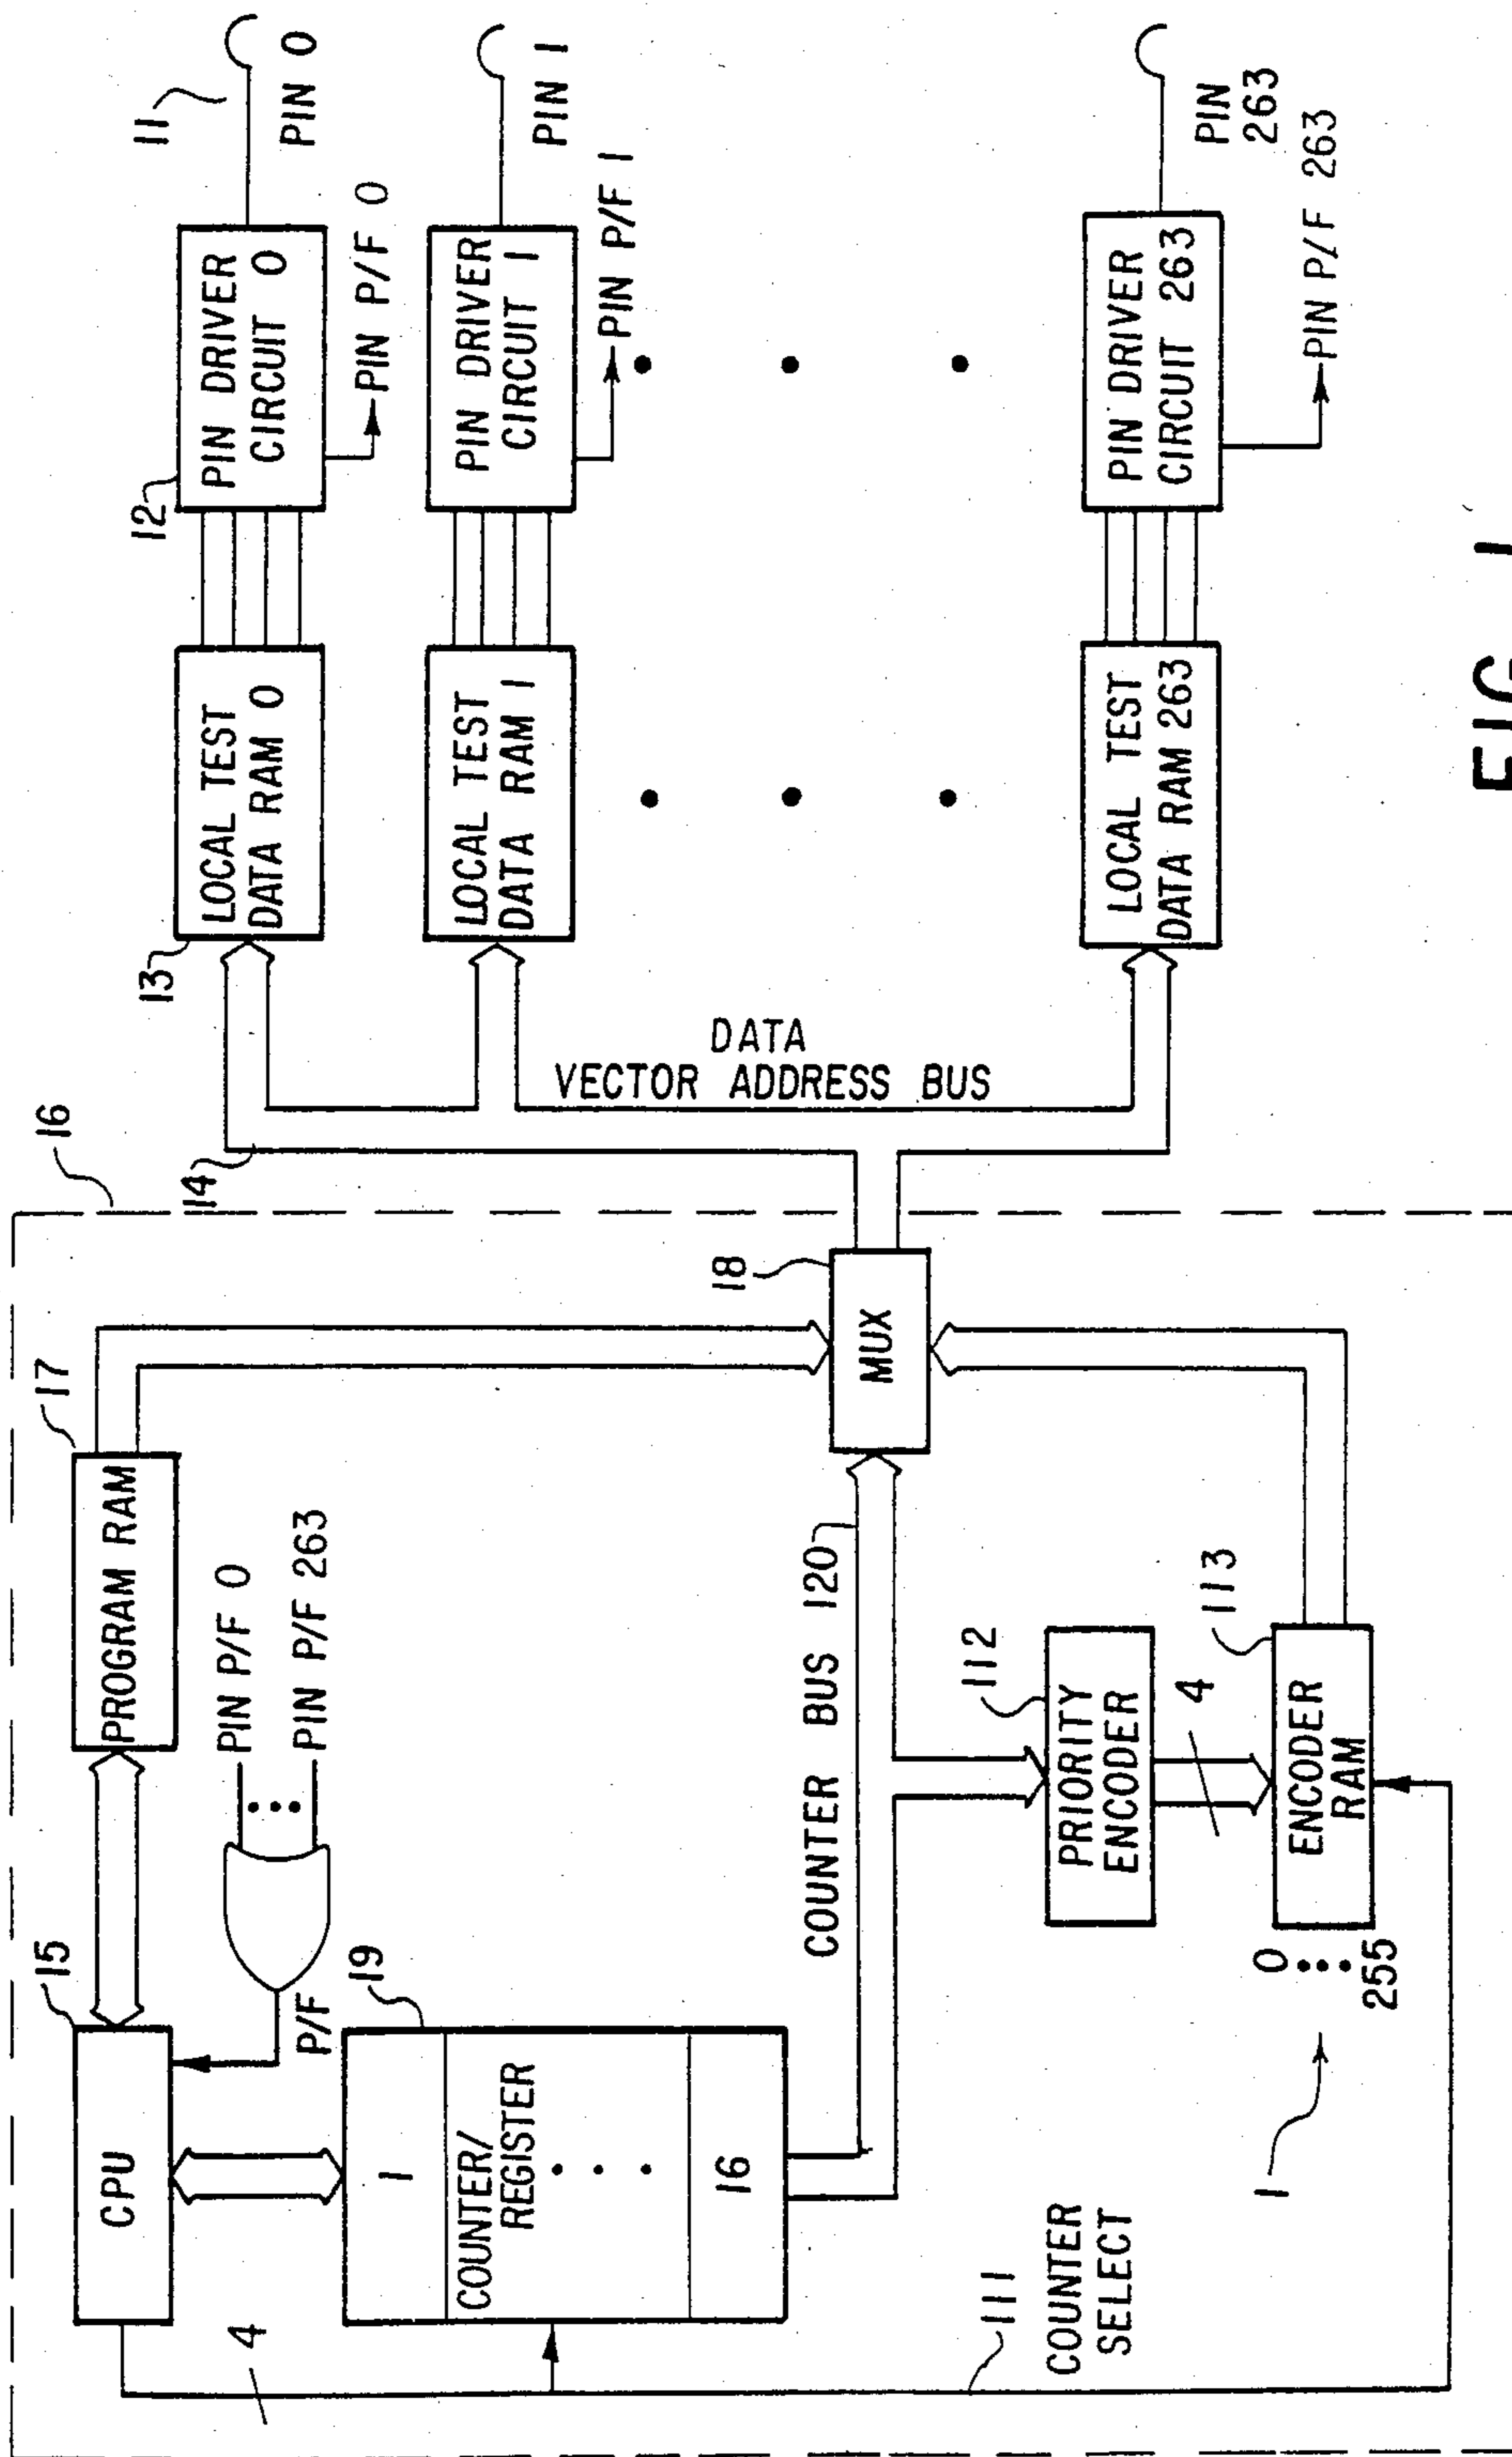 16
15
CPU
4
17
PROGRAM RAM
PIN P/F 0
PIN P/F 263
P/F
19
1
COUNTER/
REGISTER
16
COUNTER BUS 120
18
MUX
111
COUNTER
SELECT
112
PRIORITY
ENCODER
4
113
ENCODER
RAM
0
255
1
14
DATA
VECTOR ADDRESS BUS
13
LOCAL TEST
DATA RAM 0
12
PIN DRIVER
CIRCUIT 0
11
PIN 0
PIN P/F 0
LOCAL TEST
DATA RAM 1
PIN DRIVER
CIRCUIT 1
PIN 1
PIN P/F 1
LOCAL TEST
DATA RAM 263
PIN DRIVER
CIRCUIT 263
PIN
263
PIN P/F 263